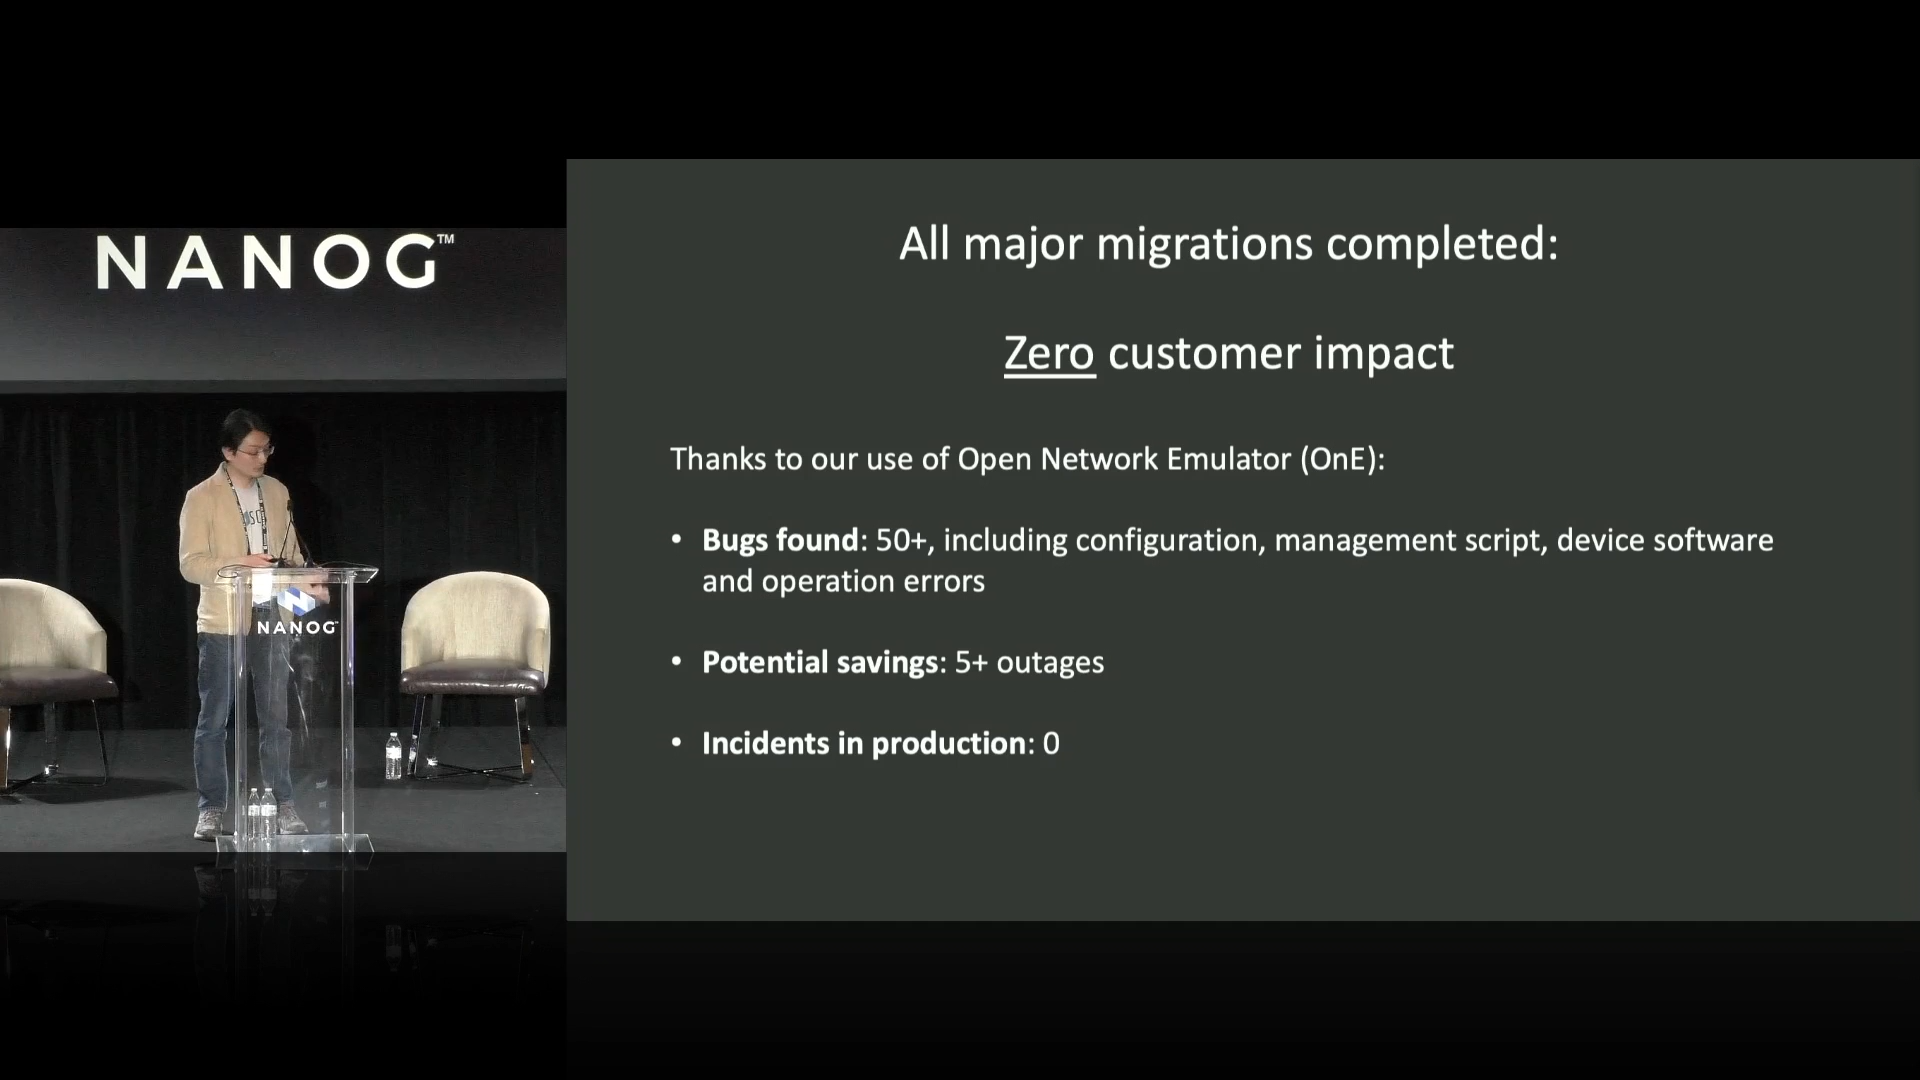 NANOG™
NANOG™
All major migrations completed:
Zero customer impact
Thanks to our use of Open Network Emulator (OnE):
• Bugs found: 50+, including configuration, management script, device software
and operation errors
• Potential savings: 5+ outages
• Incidents in production: 0